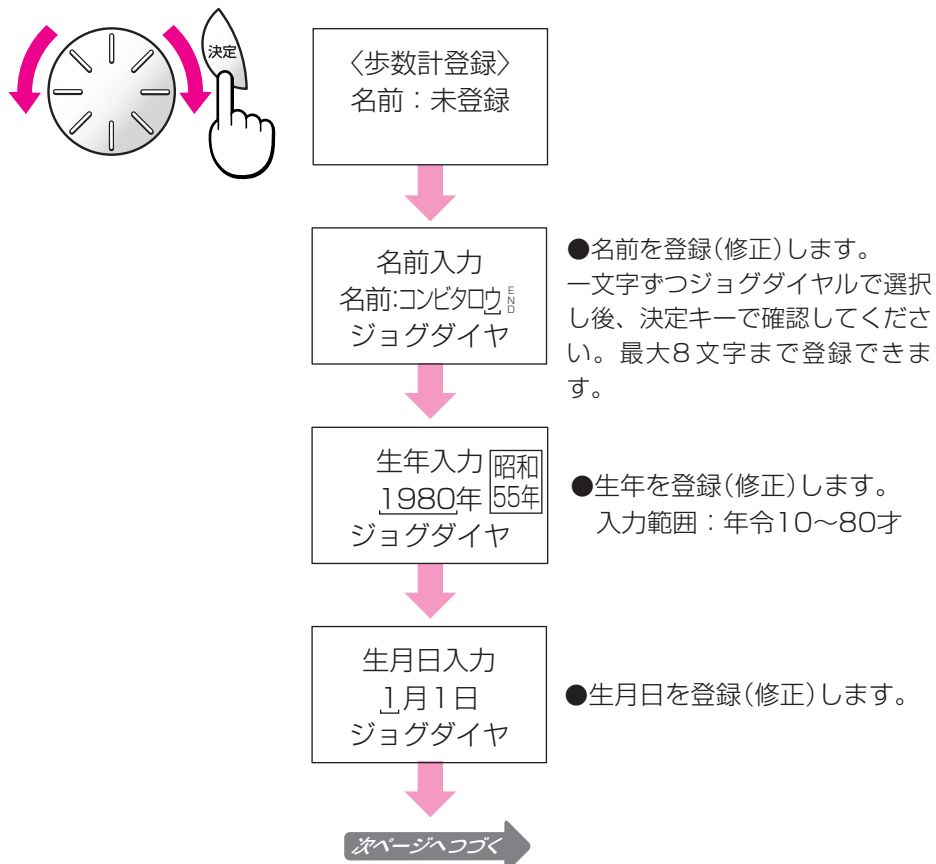 決定
〈歩数計登録〉
名前：未登録
名前入力
名前:コンビタロウ END
ジョグダイヤ
●名前を登録(修正)します。
一文字ずつジョグダイヤルで選択
し後、決定キーで確認してくださ
い。最大8文字まで登録できま
す。
生年入力
1980年
昭和
55年
ジョグダイヤ
●生年を登録(修正)します。
入力範囲：年令10〜80才
生月日入力
1月1日
ジョグダイヤ
●生月日を登録(修正)します。
次ページへつづく